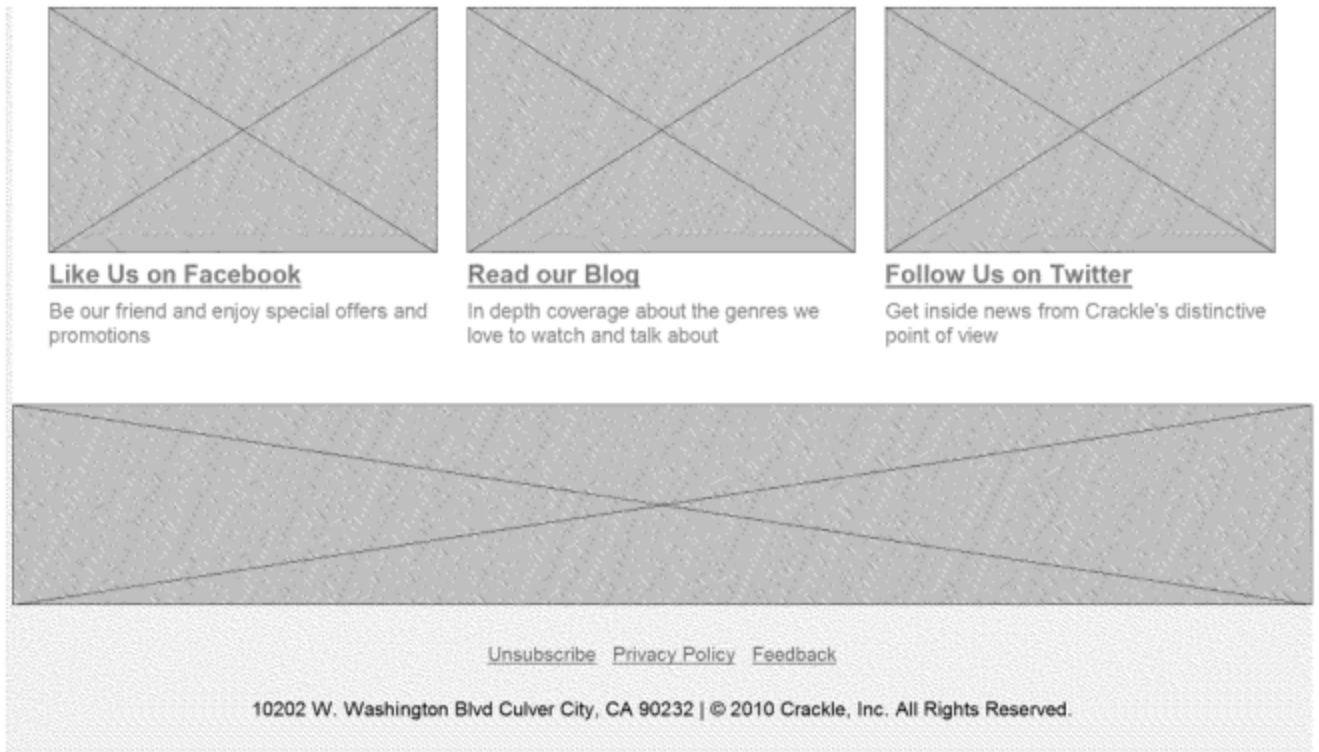 Like Us on Facebook
Be our friend and enjoy special offers and
promotions
Read our Blog
In depth coverage about the genres we
love to watch and talk about
Follow Us on Twitter
Get inside news from Crackle's distinctive
point of view
Unsubscribe Privacy Policy Feedback
10202 W. Washington Blvd Culver City, CA 90232 | © 2010 Crackle, Inc. All Rights Reserved.